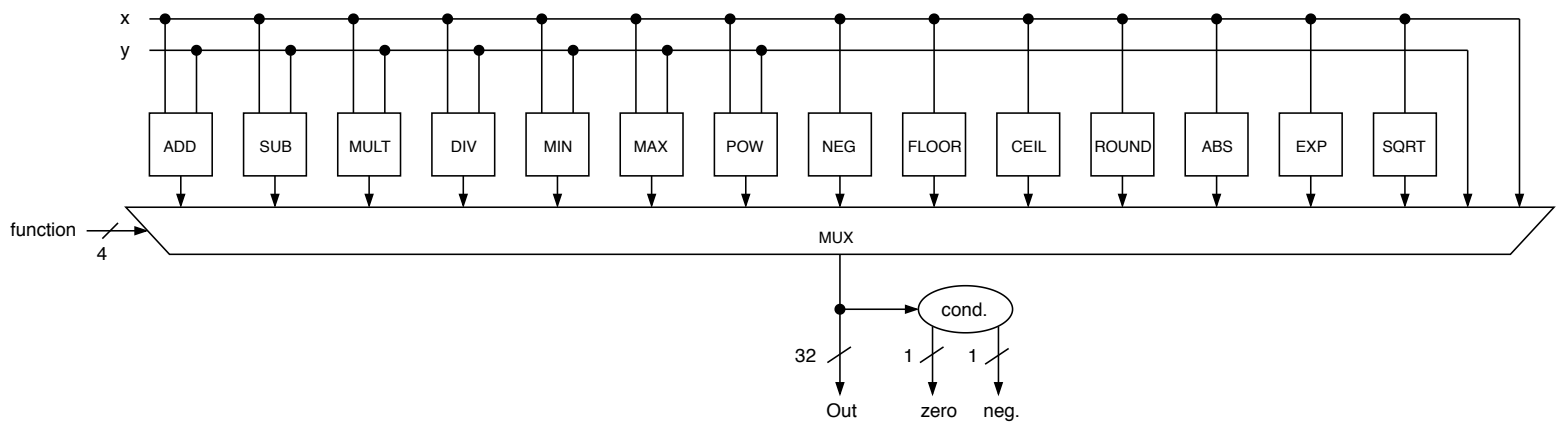 x
y
ADD SUB MULT DIV MIN MAX POW NEG FLOOR CEIL ROUND ABS EXP SQRT
function
4
MUX
cond.
32 1 1
Out zero neg.